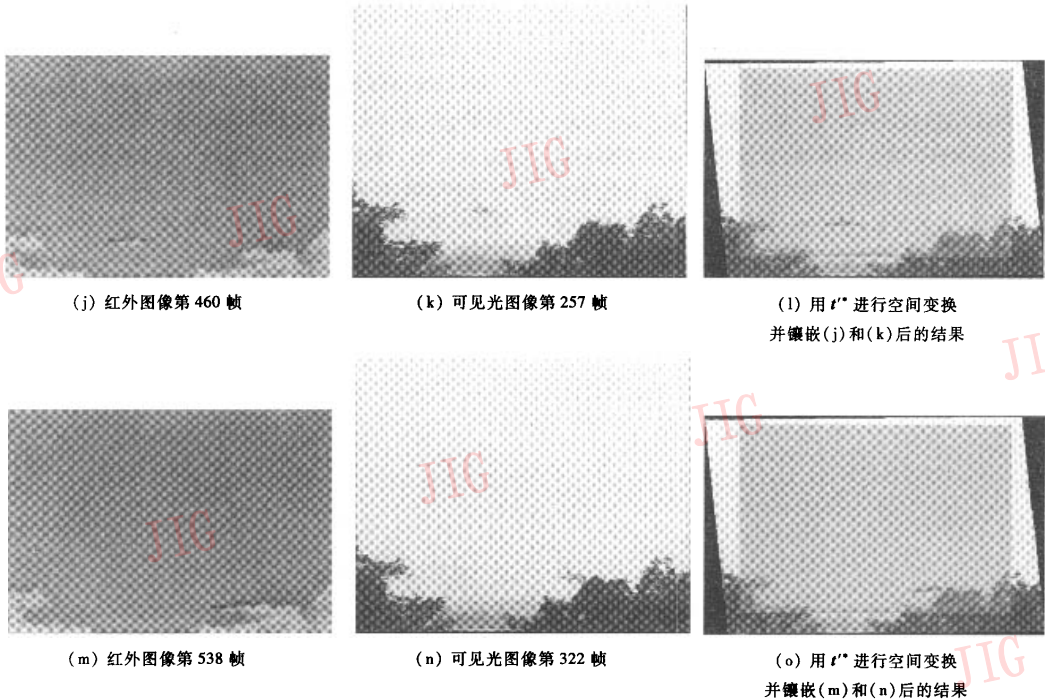 (j) 红外图像第 460 帧
(k) 可见光图像第 257 帧
(l) 用 t′* 进行空间变换
并镶嵌(j)和(k)后的结果
(m) 红外图像第 538 帧
(n) 可见光图像第 322 帧
(o) 用 t′* 进行空间变换
并镶嵌(m)和(n)后的结果
JIG
JIG
JIG
JIG
JIG
JIG
JIG